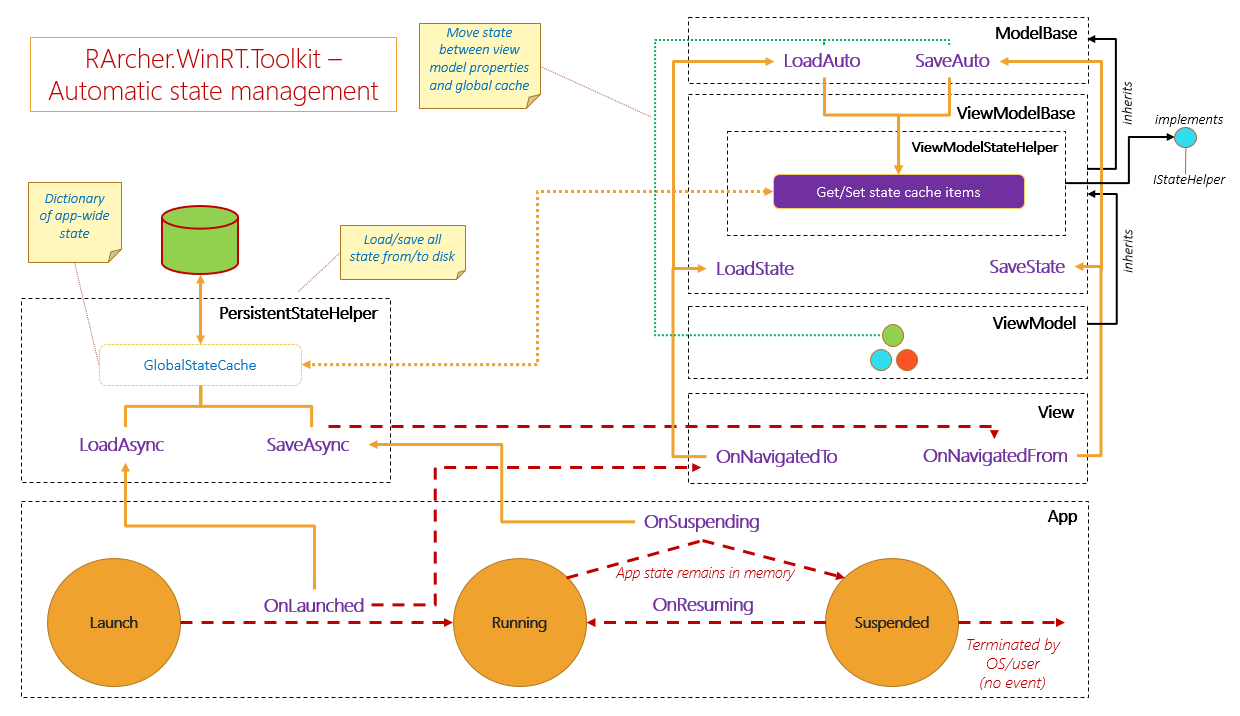 RArcher.WinRT.Toolkit –
Automatic state management
Move state
between view
model properties
and global cache
ModelBase
LoadAuto
SaveAuto
ViewModelBase
inherits
ViewModelStateHelper
implements
IStateHelper
Get/Set state cache items
Dictionary
of app-wide
state
Load/save all
state from/to disk
inherits
LoadState
SaveState
PersistentStateHelper
ViewModel
GlobalStateCache
View
LoadAsync
SaveAsync
OnNavigatedTo
OnNavigatedFrom
App
OnSuspending
App state remains in memory
OnLaunched
OnResuming
Launch
Running
Suspended
Terminated by
OS/user
(no event)